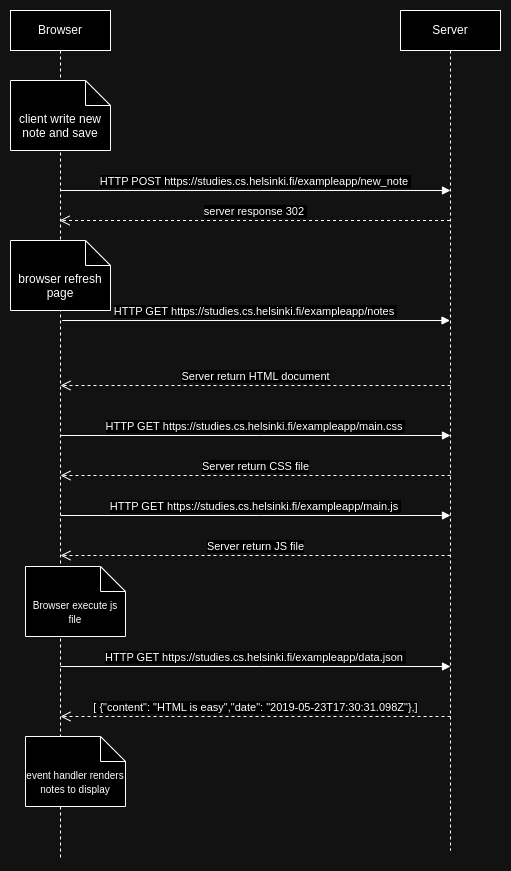 Browser
Server
client write new
note and save
HTTP POST https://studies.cs.helsinki.fi/exampleapp/new_note
server response 302
browser refresh
page
HTTP GET https://studies.cs.helsinki.fi/exampleapp/notes
Server return HTML document
HTTP GET https://studies.cs.helsinki.fi/exampleapp/main.css
Server return CSS file
HTTP GET https://studies.cs.helsinki.fi/exampleapp/main.js
Server return JS file
Browser execute js
file
HTTP GET https://studies.cs.helsinki.fi/exampleapp/data.json
[ {"content": "HTML is easy","date": "2019-05-23T17:30:31.098Z"},]
event handler renders
notes to display